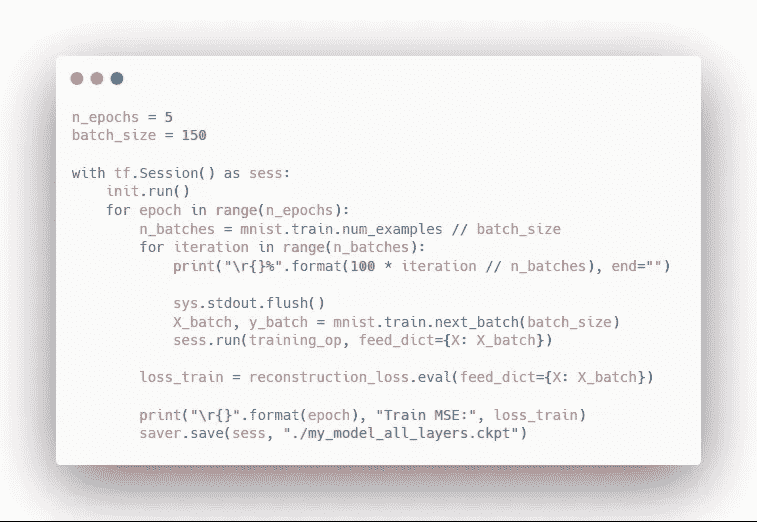 n_epochs = 5
batch_size = 150
with tf.Session() as sess:
    init.run()
    for epoch in range(n_epochs):
        n_batches = mnist.train.num_examples // batch_size
        for iteration in range(n_batches):
            print("\r{}%".format(100 * iteration // n_batches), end="")
            sys.stdout.flush()
            X_batch, y_batch = mnist.train.next_batch(batch_size)
            sess.run(training_op, feed_dict={X: X_batch})
        loss_train = reconstruction_loss.eval(feed_dict={X: X_batch})
        print("\r{}".format(epoch), "Train MSE:", loss_train)
        saver.save(sess, "./my_model_all_layers.ckpt")